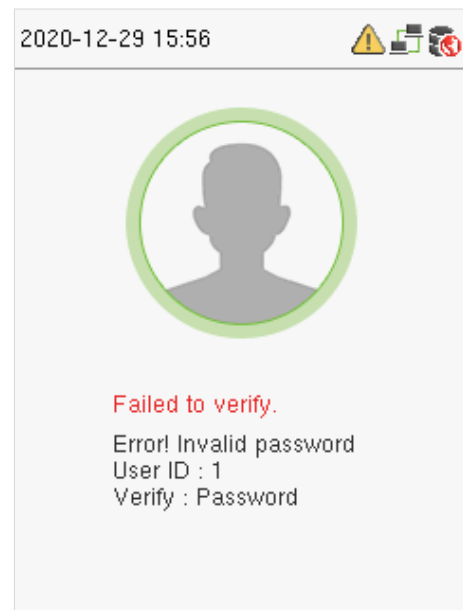 2020-12-29 15:56
Failed to verify.
Error! Invalid password
User ID : 1
Verify : Password